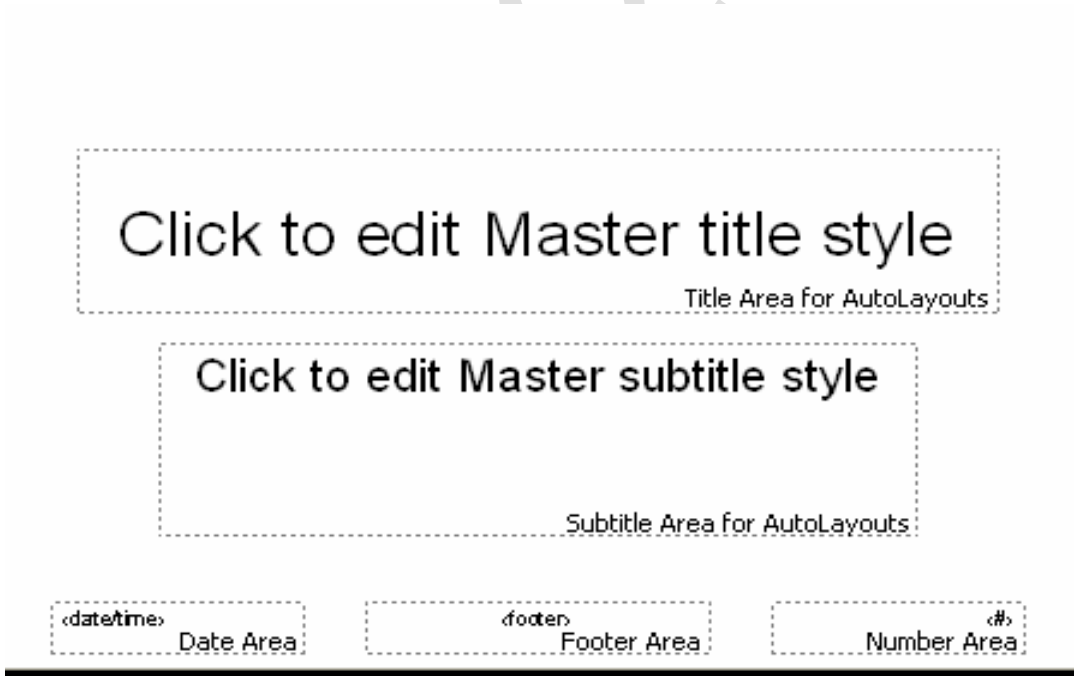 Click to edit Master title style
Title Area for AutoLayouts
Click to edit Master subtitle style
Subtitle Area for AutoLayouts
‹date/time›
Date Area
‹footer›
Footer Area
‹#›
Number Area